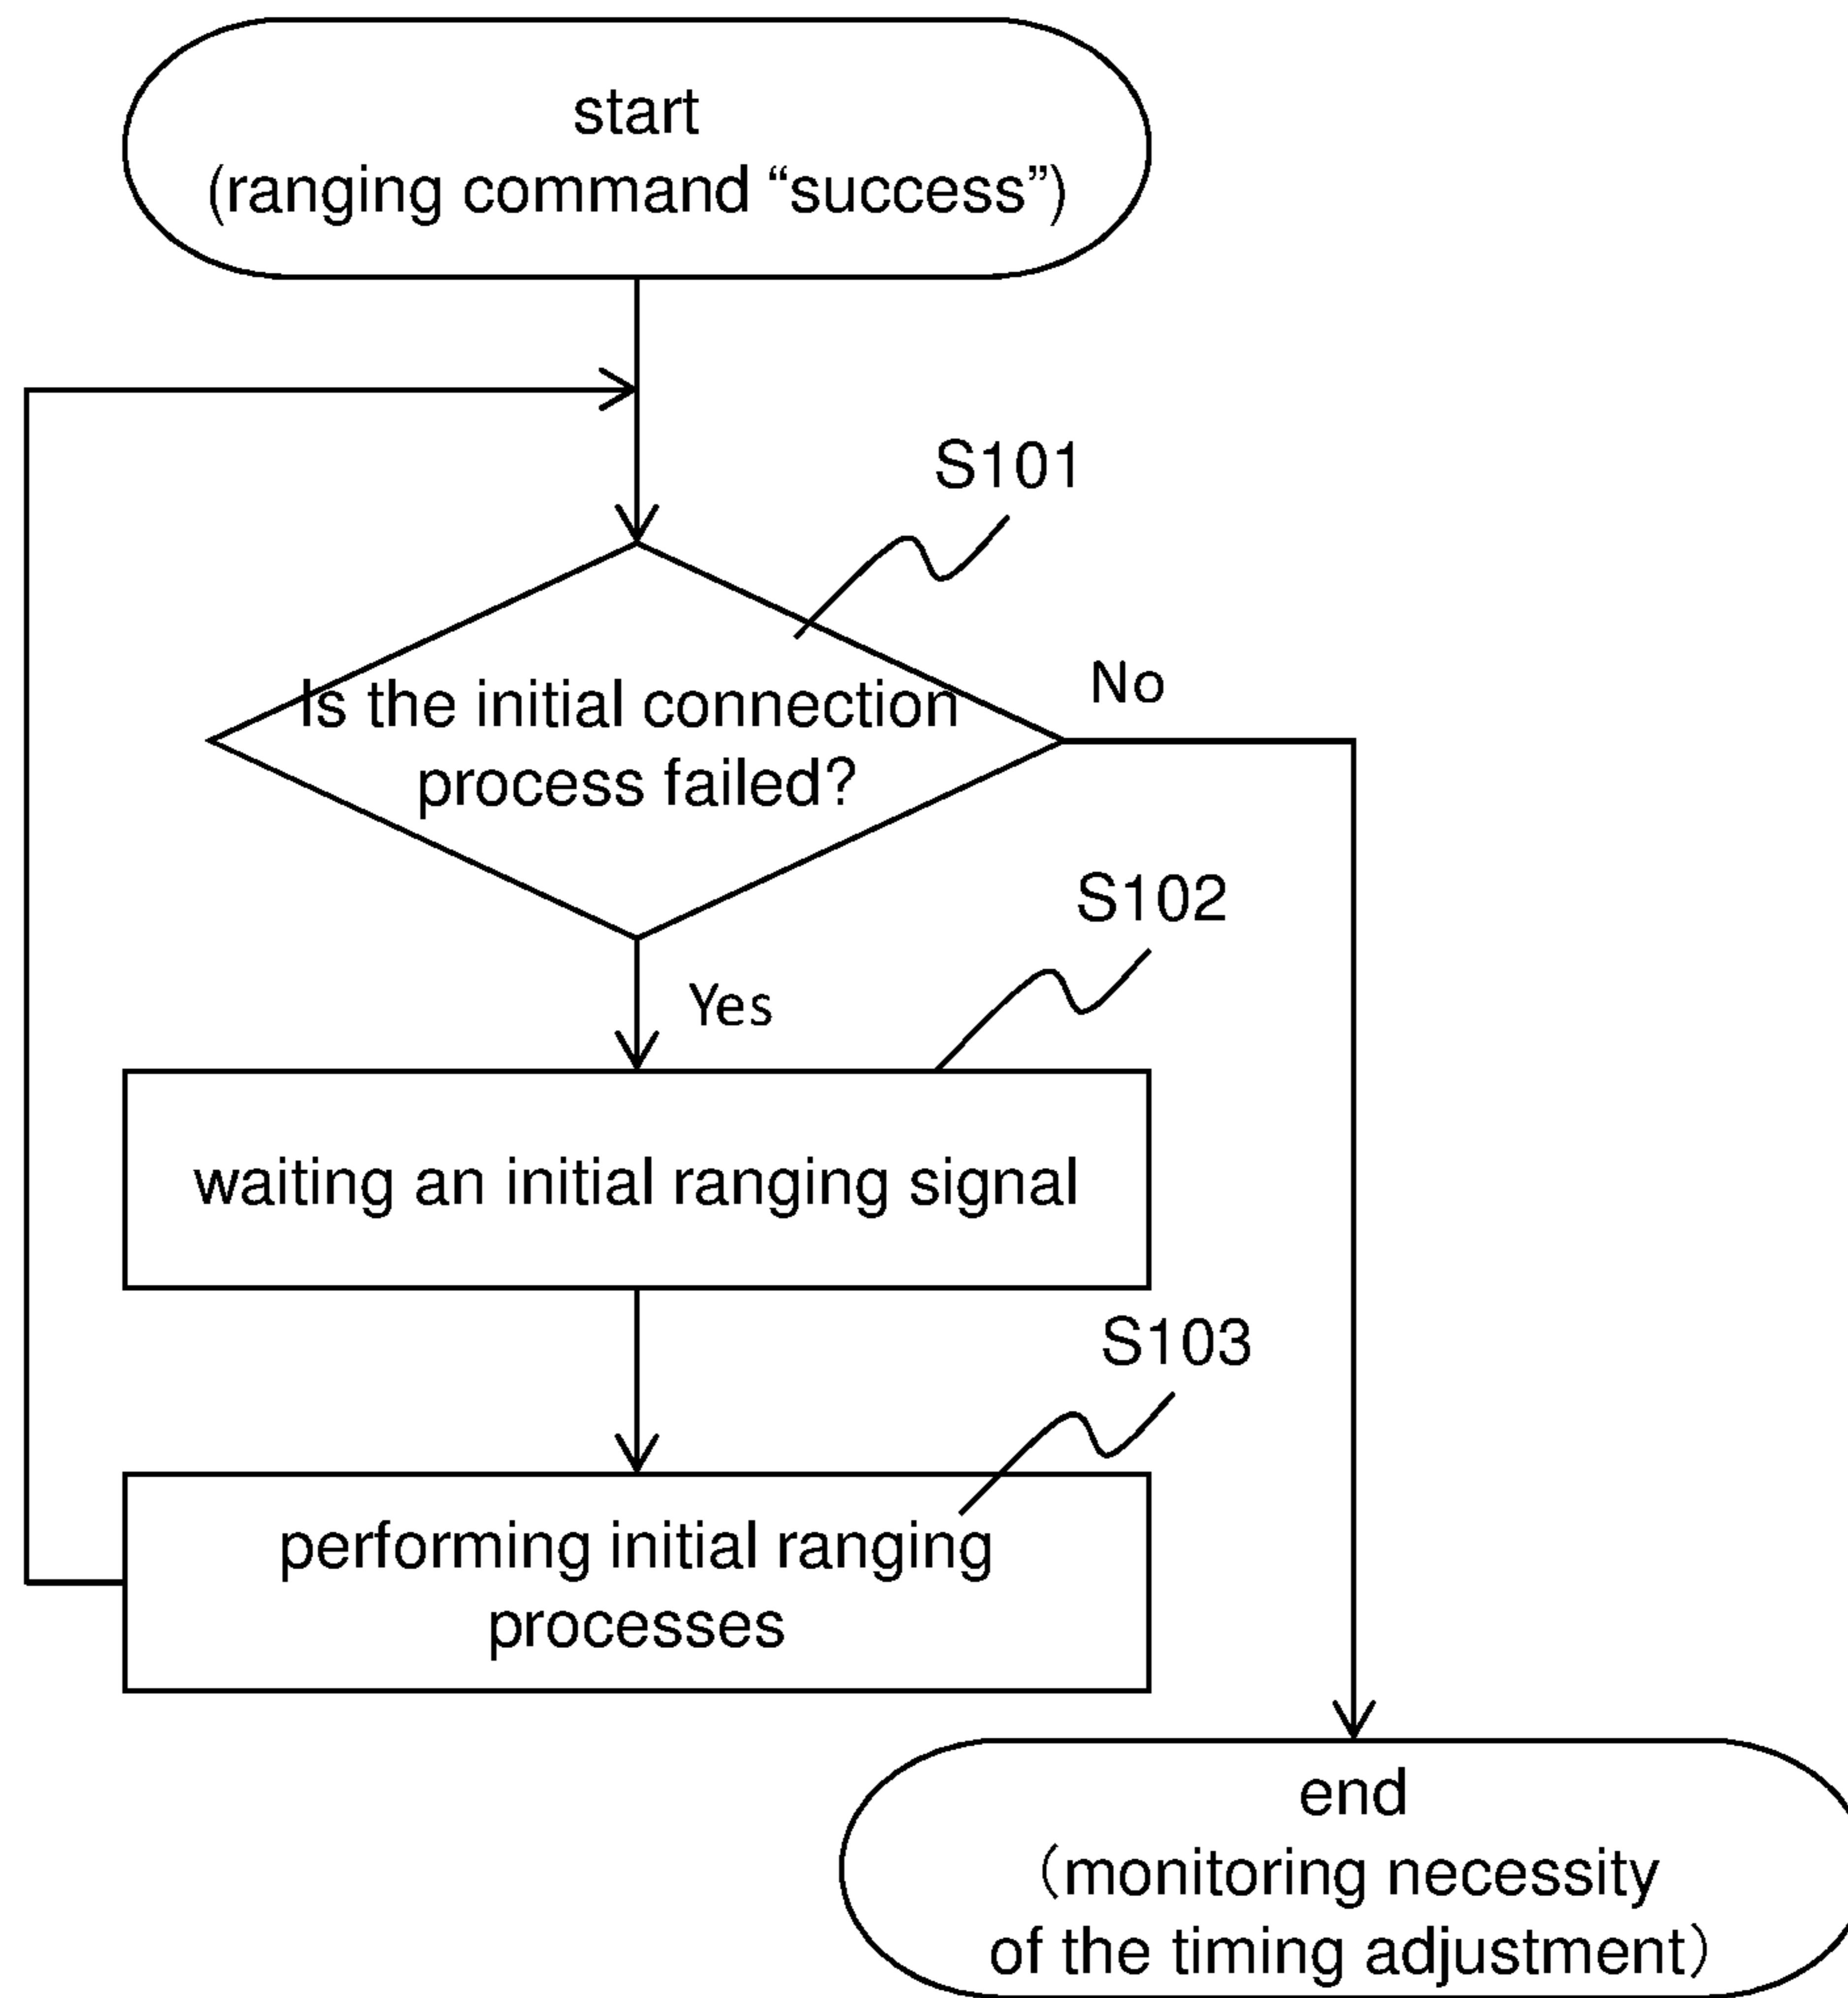 start
(ranging command “success”)
S101
Is the initial connection
process failed?
No
Yes
S102
waiting an initial ranging signal
S103
performing initial ranging
processes
end
(monitoring necessity
of the timing adjustment)